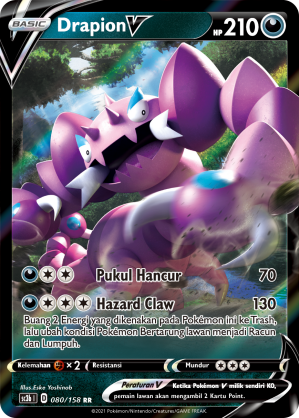 BASIC Drapion V HP 210
Pukul Hancur 70
Hazard Claw 130
Buang 2 Energi yang dikenakan pada Pokémon ini ke Trash,
lalu ubah kondisi Pokémon Bertarung lawan menjadi Racun
dan Lumpuh.
Kelemahan ×2 Resistansi Mundur
Illus.Eske Yoshinob
Peraturan V Ketika Pokémon V milik sendiri KO,
pemain lawan akan mengambil 2 Kartu Point.
sc3b I D 080/158 RR
©2021 Pokémon/Nintendo/Creatures/GAME FREAK.